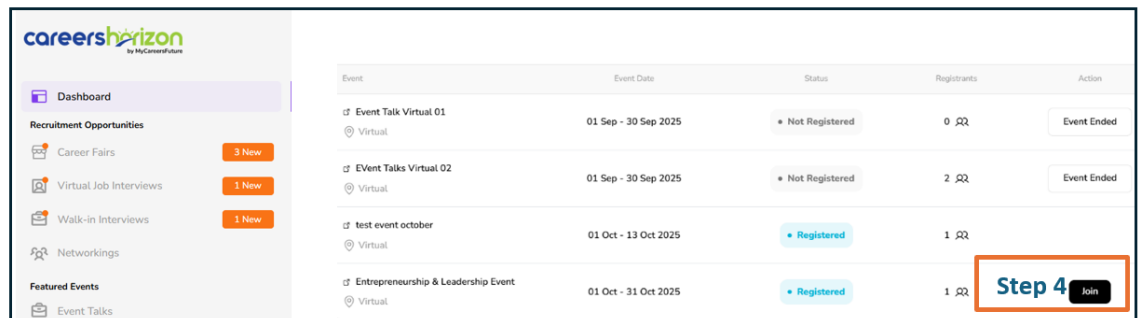 careershorizon
by MyCareersFuture
Dashboard
Recruitment Opportunities
Career Fairs 3 New
Virtual Job Interviews 1 New
Walk-in Interviews 1 New
Networkings
Featured Events
Event Talks
Event Event Date Status Registrants Action
Event Talk Virtual 01
Virtual
01 Sep - 30 Sep 2025 Not Registered 0 Event Ended
EVent Talks Virtual 02
Virtual
01 Sep - 30 Sep 2025 Not Registered 2 Event Ended
test event october
Virtual
01 Oct - 13 Oct 2025 Registered 1
Entrepreneurship & Leadership Event
Virtual
01 Oct - 31 Oct 2025 Registered 1 Step 4 Join